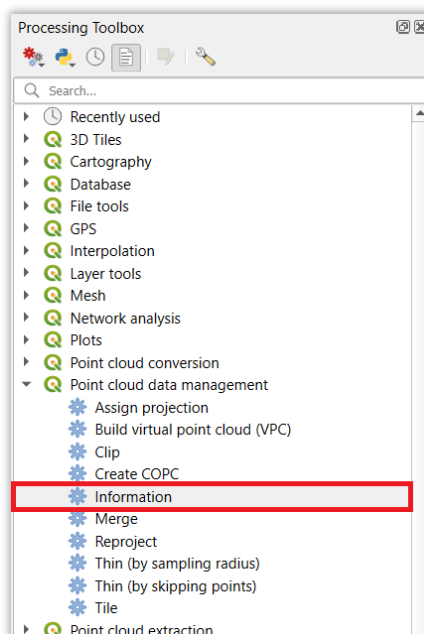 Processing Toolbox
Search...
Recently used
3D Tiles
Cartography
Database
File tools
GPS
Interpolation
Layer tools
Mesh
Network analysis
Plots
Point cloud conversion
Point cloud data management
Assign projection
Build virtual point cloud (VPC)
Clip
Create COPC
Information
Merge
Reproject
Thin (by sampling radius)
Thin (by skipping points)
Tile
Point cloud extraction